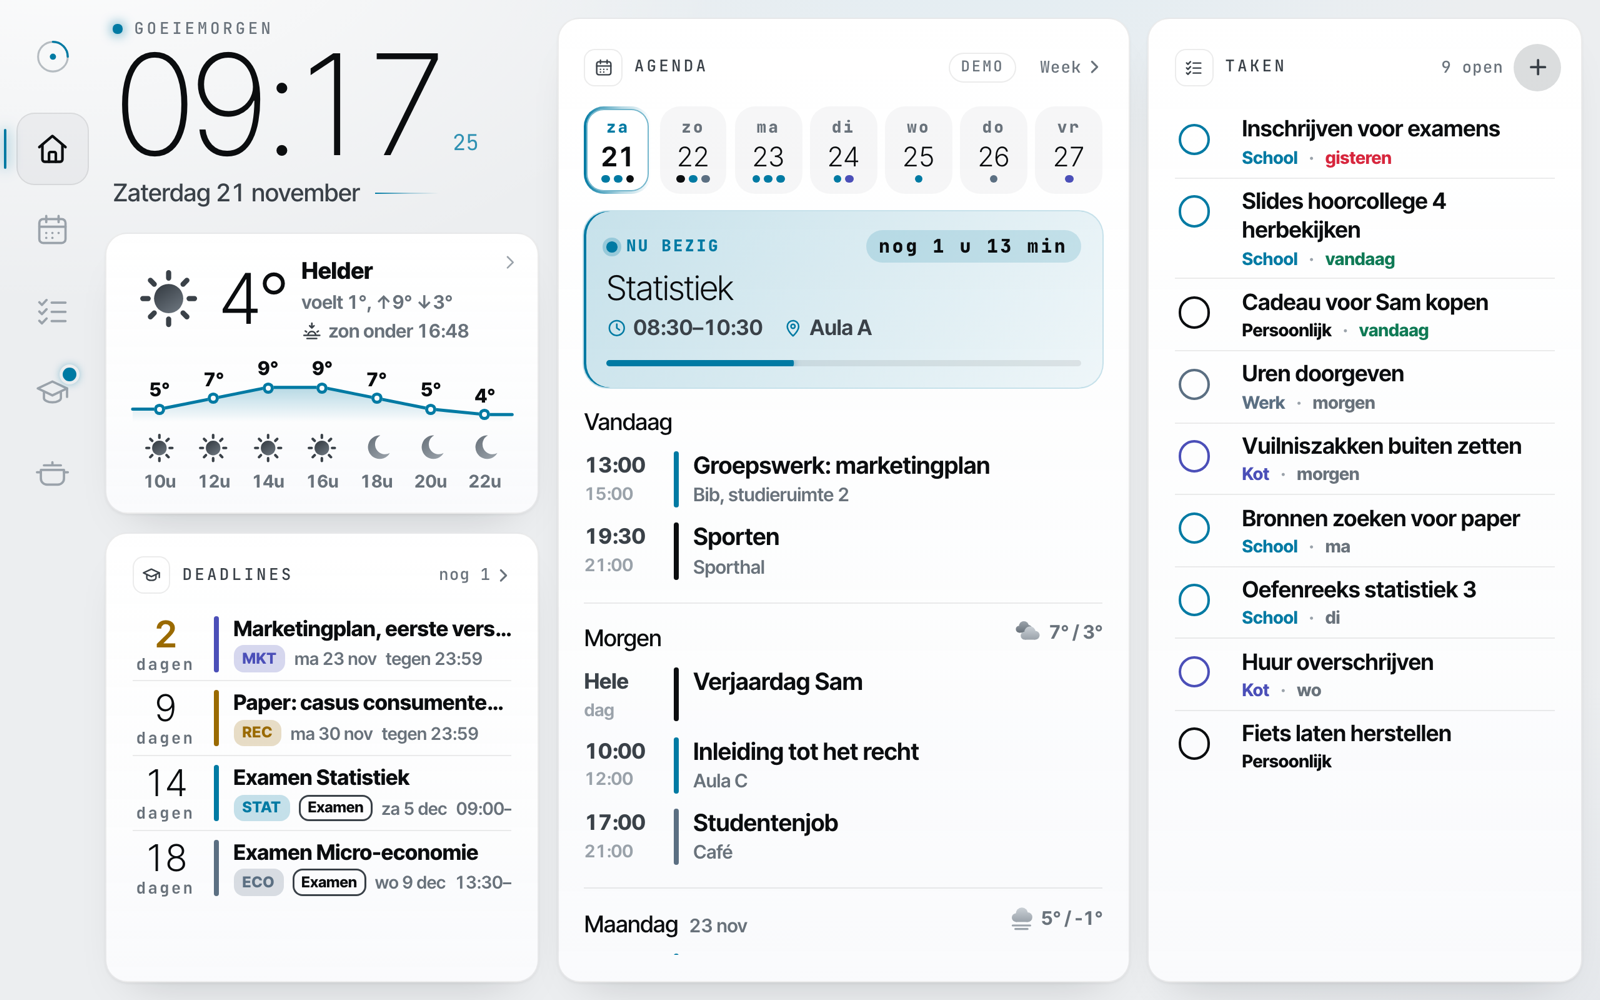 GOEIEMORGEN
09:17 25
Zaterdag 21 november
4° Helder
voelt 1°, ↑9° ↓3°
zon onder 16:48
5° 7° 9° 9° 7° 5° 4°
10u 12u 14u 16u 18u 20u 22u
DEADLINES nog 1
2 dagen
Marketingplan, eerste vers...
MKT ma 23 nov tegen 23:59
9 dagen
Paper: casus consumente...
REC ma 30 nov tegen 23:59
14 dagen
Examen Statistiek
STAT Examen za 5 dec 09:00–
18 dagen
Examen Micro-economie
ECO Examen wo 9 dec 13:30–
AGENDA DEMO Week
za zo ma di wo do vr
21 22 23 24 25 26 27
NU BEZIG nog 1 u 13 min
Statistiek
08:30–10:30 Aula A
Vandaag
13:00 Groepswerk: marketingplan
15:00 Bib, studieruimte 2
19:30 Sporten
21:00 Sporthal
Morgen 7° / 3°
Hele dag Verjaardag Sam
10:00 Inleiding tot het recht
12:00 Aula C
17:00 Studentenjob
21:00 Café
Maandag 23 nov 5° / -1°
TAKEN 9 open +
Inschrijven voor examens
School · gisteren
Slides hoorcollege 4
herbekijken
School · vandaag
Cadeau voor Sam kopen
Persoonlijk · vandaag
Uren doorgeven
Werk · morgen
Vuilniszakken buiten zetten
Kot · morgen
Bronnen zoeken voor paper
School · ma
Oefenreeks statistiek 3
School · di
Huur overschrijven
Kot · wo
Fiets laten herstellen
Persoonlijk